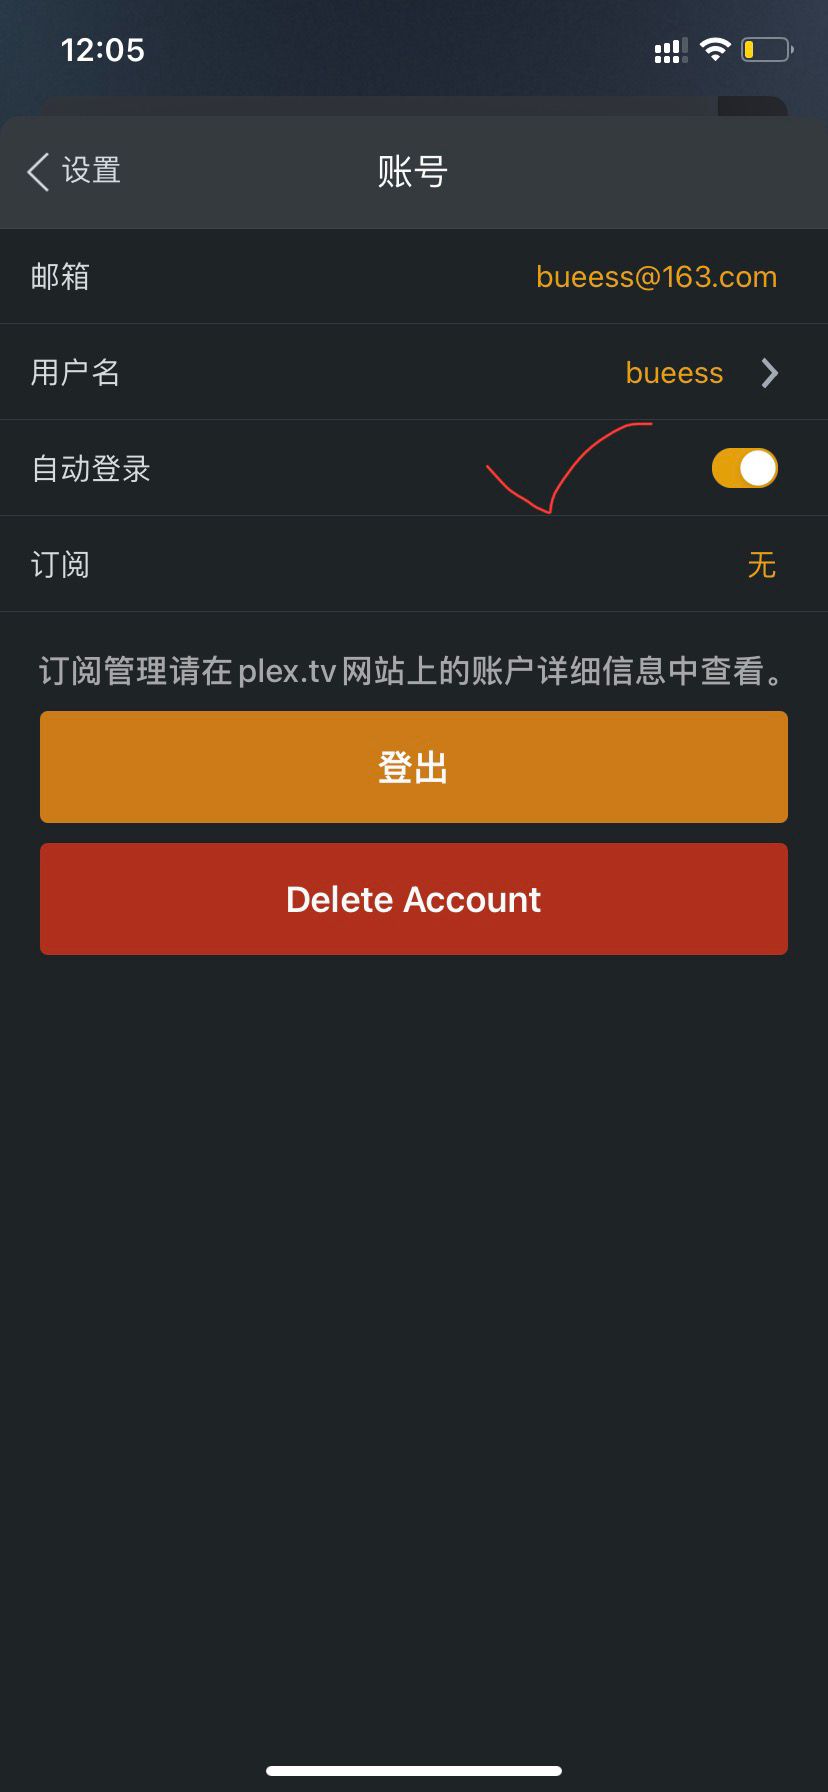 12:05
设置
账号
邮箱 bueess@163.com
用户名 bueess
自动登录
订阅 无
订阅管理请在plex.tv网站上的账户详细信息中查看。
登出
Delete Account